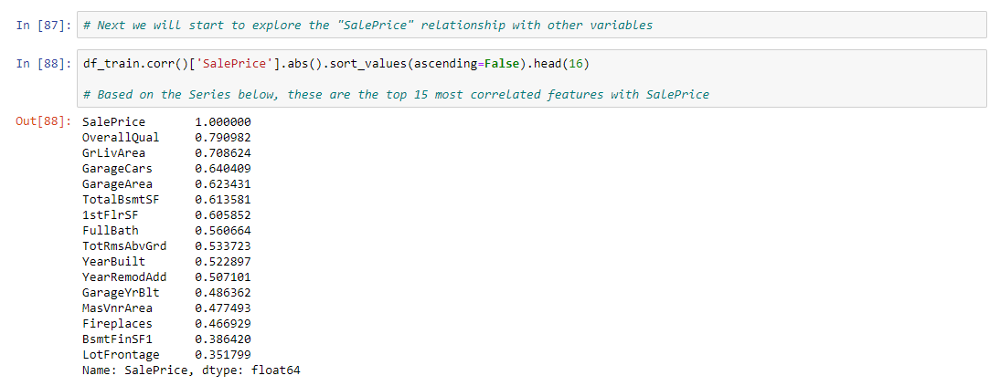 In [87]: # Next we will start to explore the "SalePrice" relationship with other variables
In [88]: df_train.corr()['SalePrice'].abs().sort_values(ascending=False).head(16)
# Based on the Series below, these are the top 15 most correlated features with SalePrice
Out[88]: SalePrice 1.000000
OverallQual 0.790982
GrLivArea 0.708624
GarageCars 0.640409
GarageArea 0.623431
TotalBsmtSF 0.613581
1stFlrSF 0.605852
FullBath 0.560664
TotRmsAbvGrd 0.533723
YearBuilt 0.522897
YearRemodAdd 0.507101
GarageYrBlt 0.486362
MasVnrArea 0.477493
Fireplaces 0.466929
BsmtFinSF1 0.386420
LotFrontage 0.351799
Name: SalePrice, dtype: float64